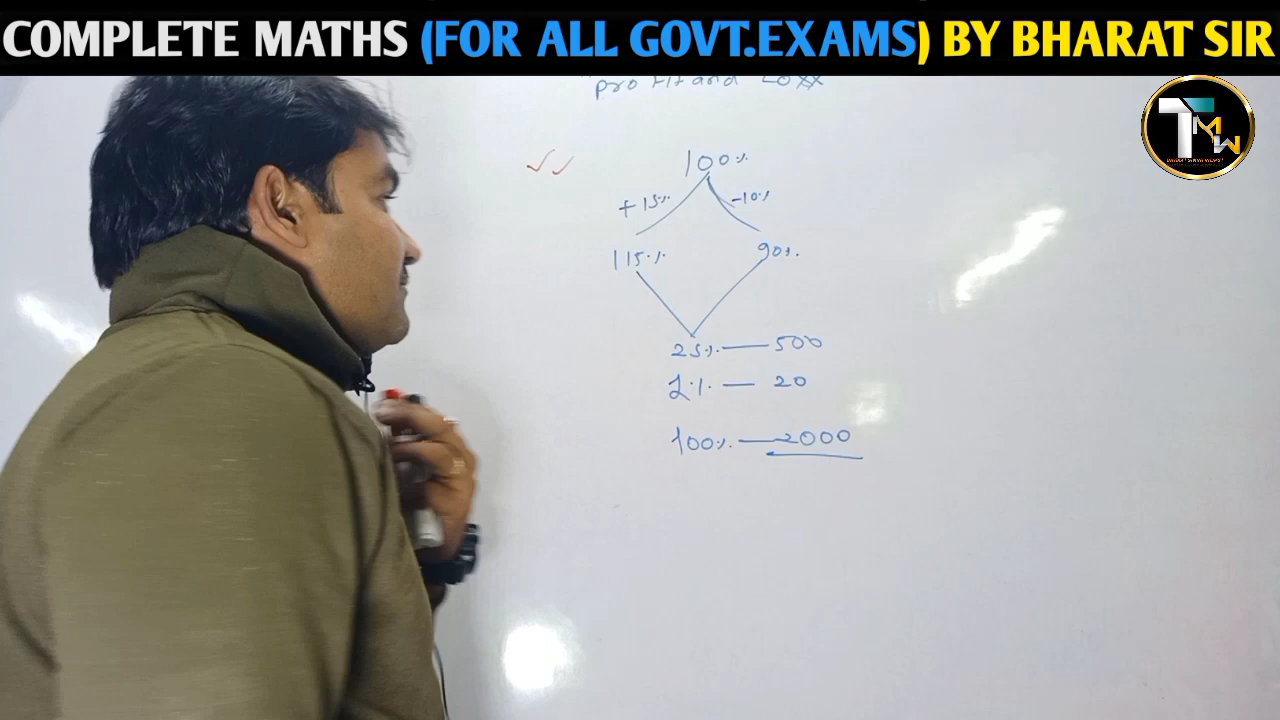 COMPLETE MATHS (FOR ALL GOVT.EXAMS) BY BHARAT SIR
profit and Loss
TMW
100%
+15% -10%
115% 90%
25% — 500
1% — 20
100% — 2000